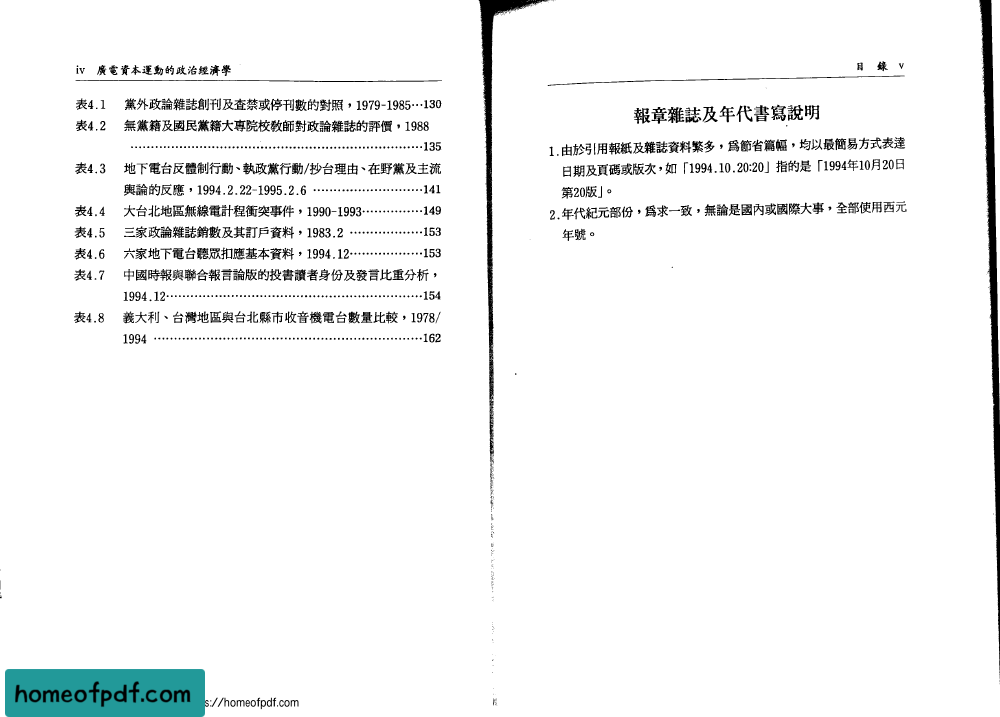 iv 廣電資本運動的政治經濟學
表4.1 黨外政論雜誌創刊及查禁或停刊數的對照，1979-1985…130
表4.2 無黨籍及國民黨籍大專院校教師對政論雜誌的評價，1988
……………………………………………………………135
表4.3 地下電台反體制行動、執政黨行動/抄台理由、在野黨及主流
輿論的反應，1994.2.22-1995.2.6 ………………………141
表4.4 大台北地區無線電計程衝突事件，1990-1993……………149
表4.5 三家政論雜誌銷數及其訂戶資料，1983.2 ………………153
表4.6 六家地下電台聽眾扣應基本資料，1994.12………………153
表4.7 中國時報與聯合報言論版的投書讀者身份及發言比重分析，
1994.12………………………………………………………154
表4.8 義大利、台灣地區與台北縣市收音機電台數量比較，1978/
1994 …………………………………………………………162
目 錄 v
報章雜誌及年代書寫說明
1.由於引用報紙及雜誌資料繁多，爲節省篇幅，均以最簡易方式表達
日期及頁碼或版次，如「1994.10.20:20」指的是「1994年10月20日
第20版」。
2.年代紀元部份，爲求一致，無論是國內或國際大事，全部使用西元
年號。
homeofpdf.com
s://homeofpdf.com